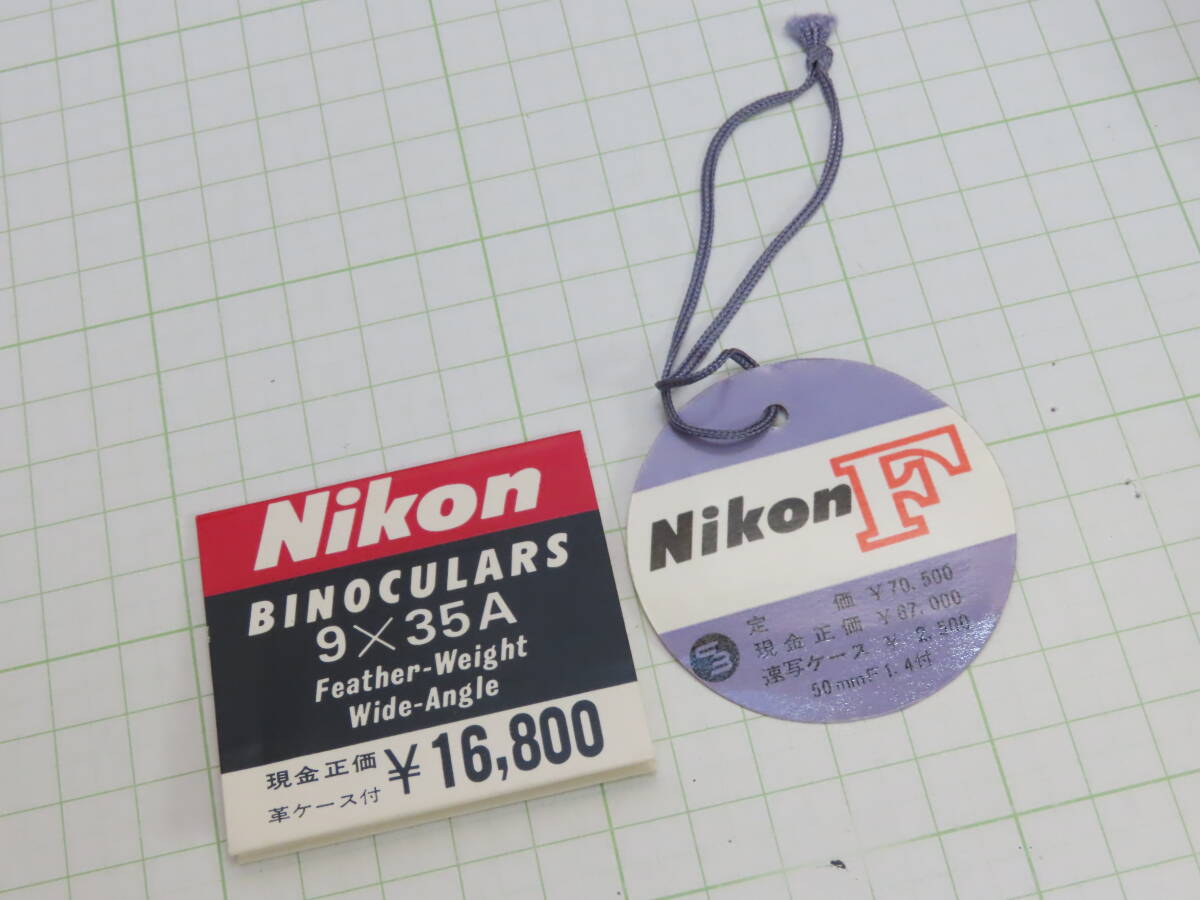 Nikon
BINOCULARS
9×35A
Feather-Weight
Wide-Angle
現金正価 ¥16,800
革ケース付
Nikon F
定 価 ¥70.500
現金正価 ¥67.000
速写ケース ¥ 2.500
50mmF1.4付